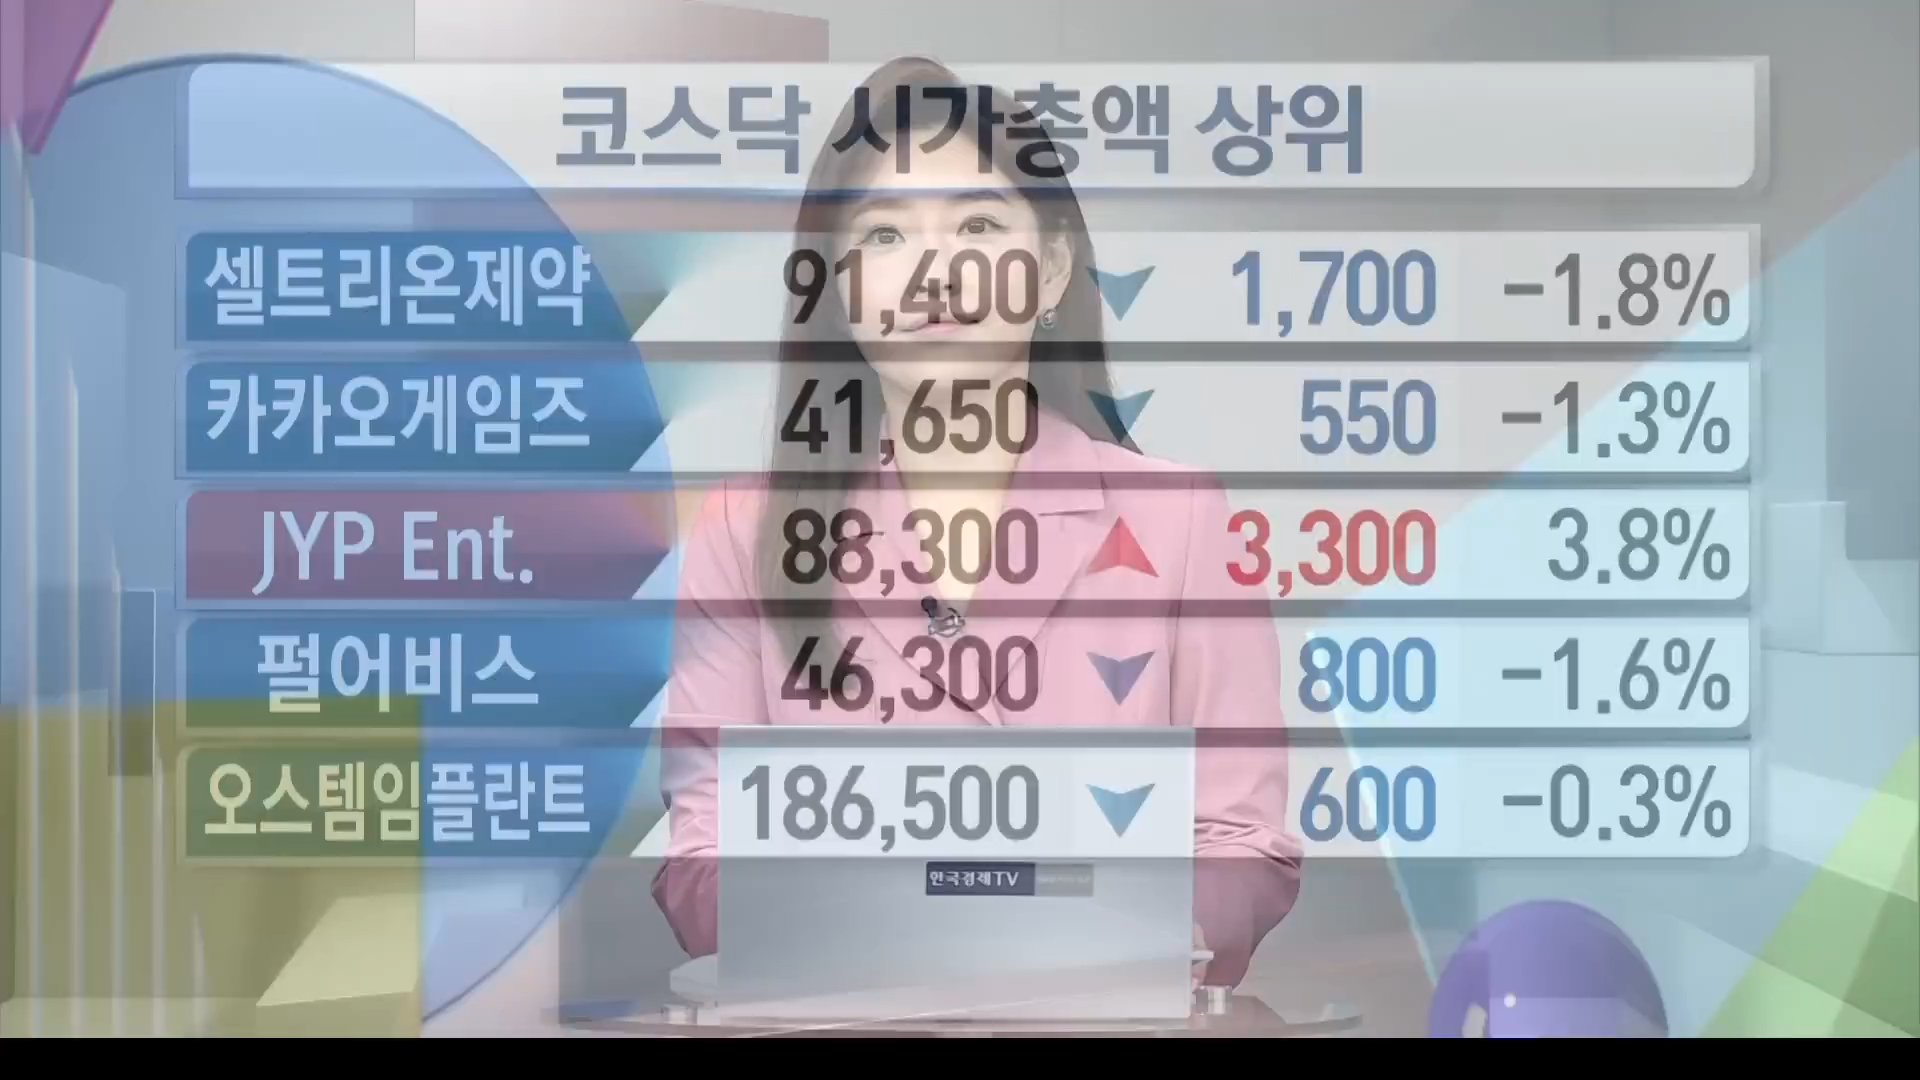 코스닥 시가총액 상위
셀트리온제약 91,400 ▼ 1,700 -1.8%
카카오게임즈 41,650 ▼ 550 -1.3%
JYP Ent. 88,300 ▲ 3,300 3.8%
펄어비스 46,300 ▼ 800 -1.6%
오스템임플란트 186,500 ▼ 600 -0.3%
한국경제TV